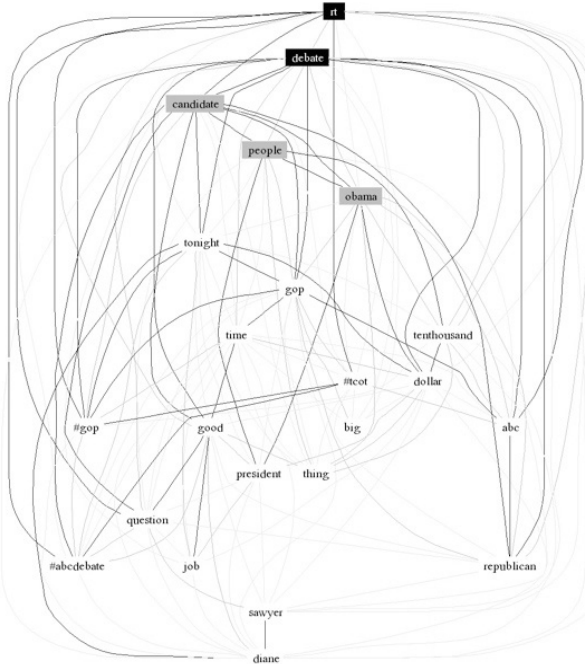 rt
debate
candidate
people
obama
tonight
gop
time
tenthousand
#tcot
dollar
#gop
good
big
abc
president
thing
question
#abcdebate
job
republican
sawyer
diane